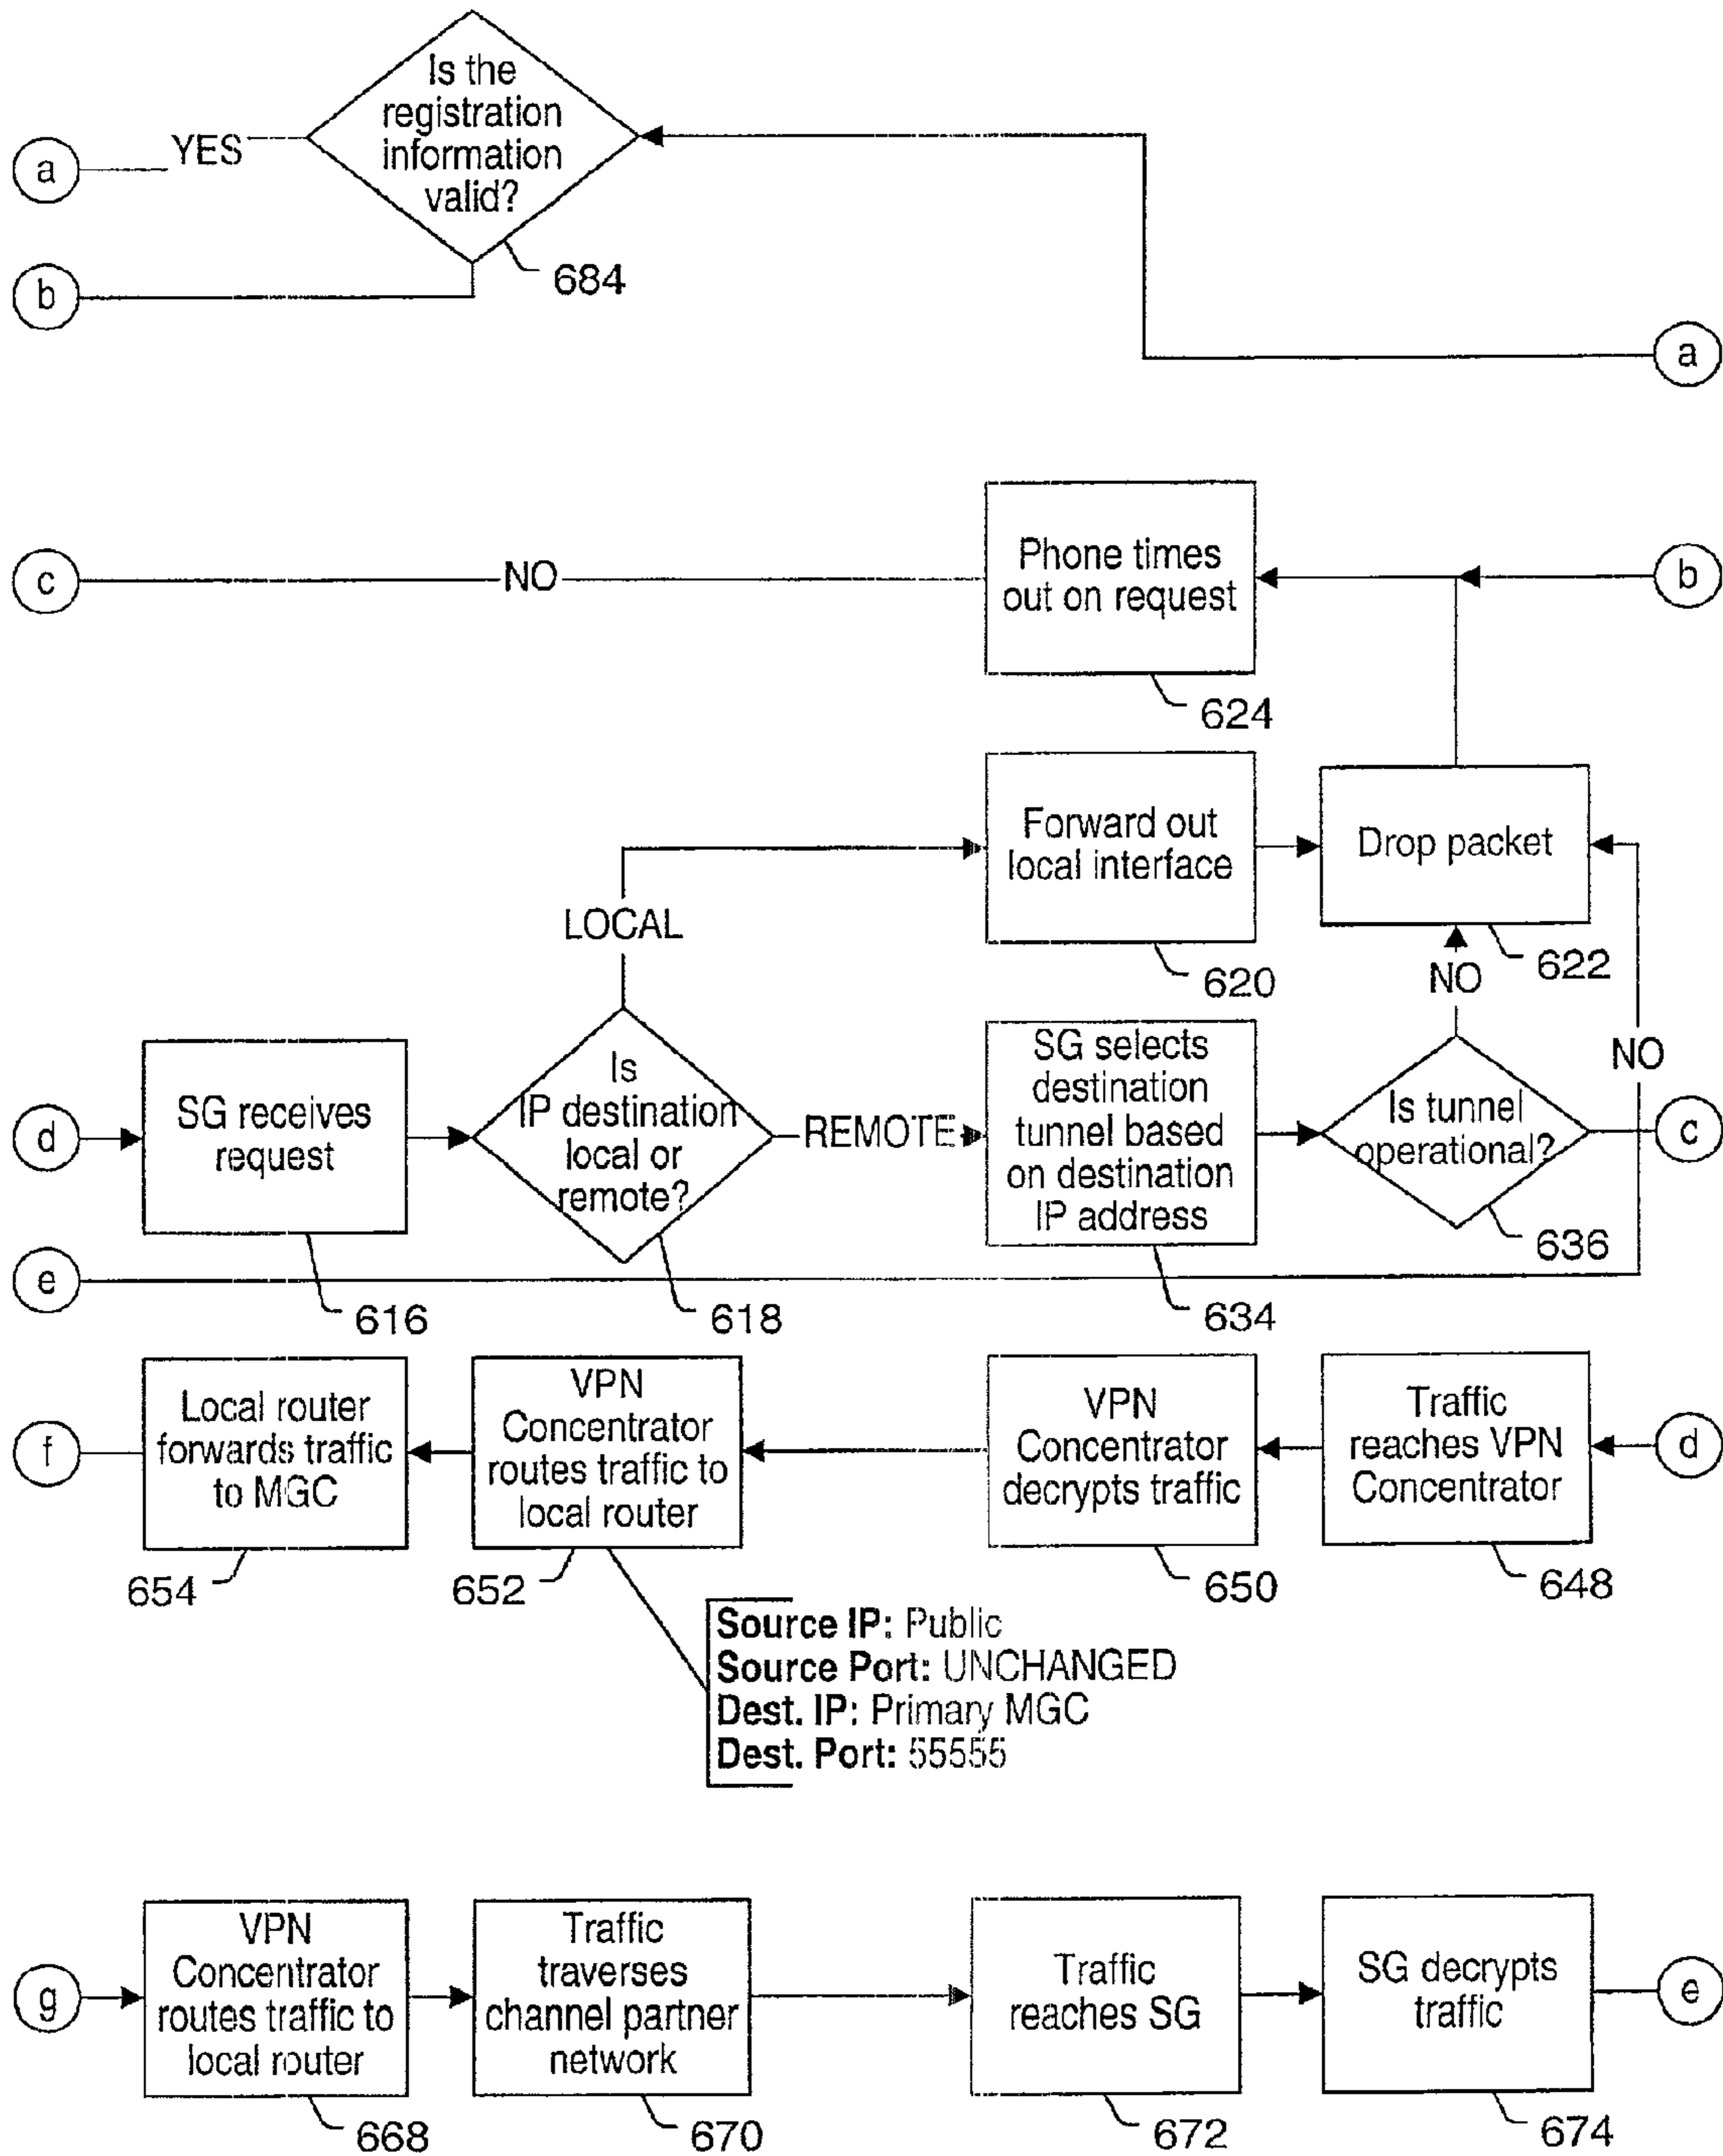 Is the
registration
information
valid?
YES
a
b
684
a
c
NO
Phone times
out on request
b
624
Forward out
local interface
Drop packet
LOCAL
620
622
NO
NO
d
SG receives
request
Is
IP destination
local or
remote?
REMOTE
SG selects
destination
tunnel based
on destination
IP address
Is tunnel
operational?
c
636
e
616
618
634
f
Local router
forwards traffic
to MGC
VPN
Concentrator
routes traffic to
local router
VPN
Concentrator
decrypts traffic
Traffic
reaches VPN
Concentrator
d
654
652
650
648
Source IP: Public
Source Port: UNCHANGED
Dest. IP: Primary MGC
Dest. Port: 55555
g
VPN
Concentrator
routes traffic to
local router
Traffic
traverses
channel partner
network
Traffic
reaches SG
SG decrypts
traffic
e
668
670
672
674